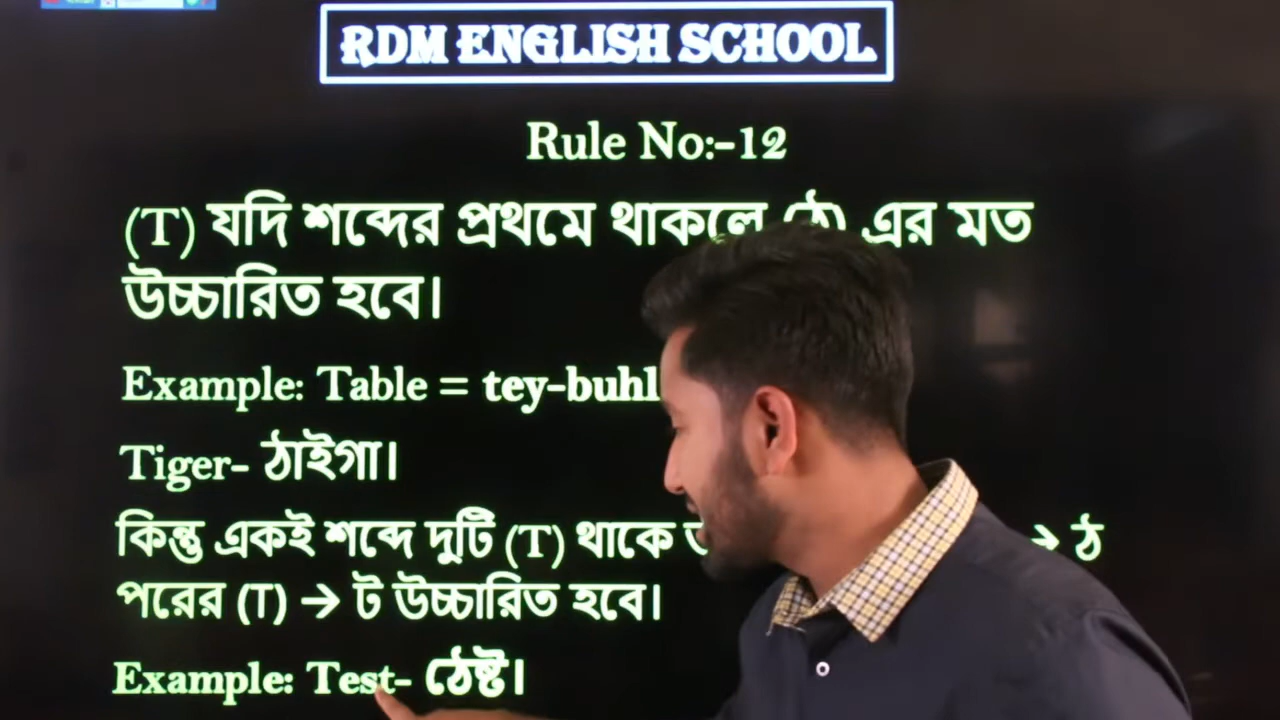 RDM ENGLISH SCHOOL
Rule No:-12
(T) যদি শব্দের প্রথমে থাকলে (ঠ) এর মত
উচ্চারিত হবে।
Example: Table = tey-buhl
Tiger- ঠাইগা।
কিন্তু একই শব্দে দুটি (T) থাকে → ঠ
পরের (T) → ট উচ্চারিত হবে।
Example: Test- ঠেষ্ট।